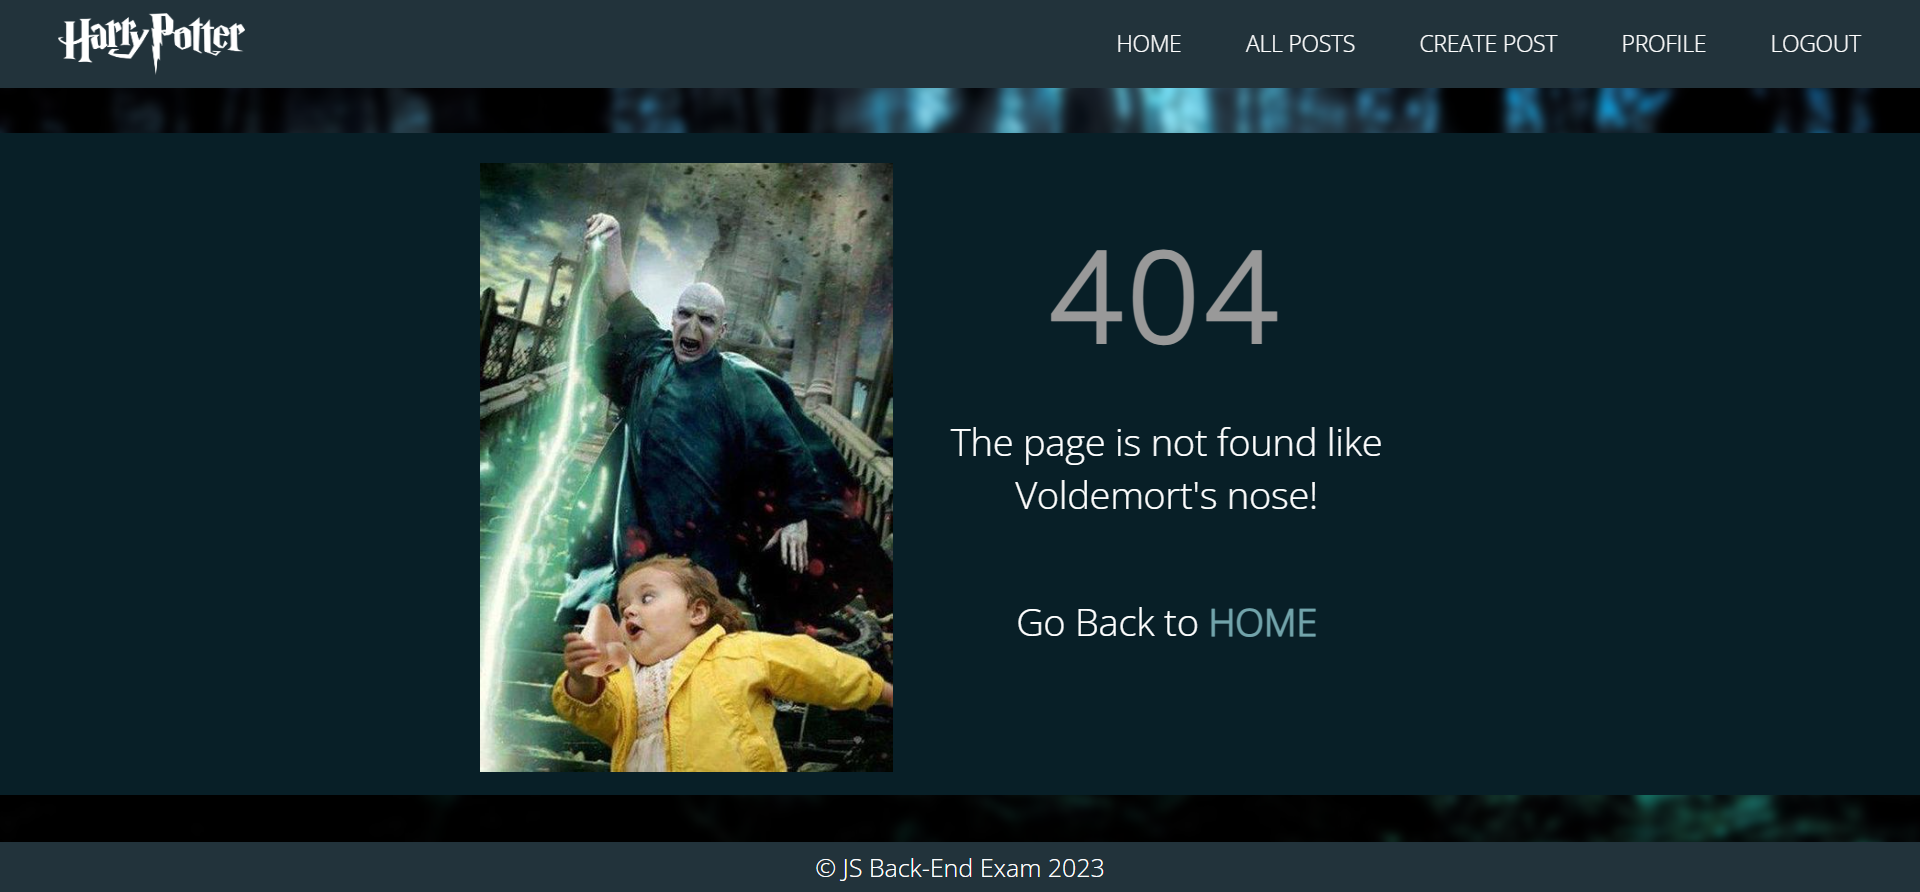 Harry Potter
HOME ALL POSTS CREATE POST PROFILE LOGOUT
404
The page is not found like
Voldemort's nose!
Go Back to HOME
© JS Back-End Exam 2023